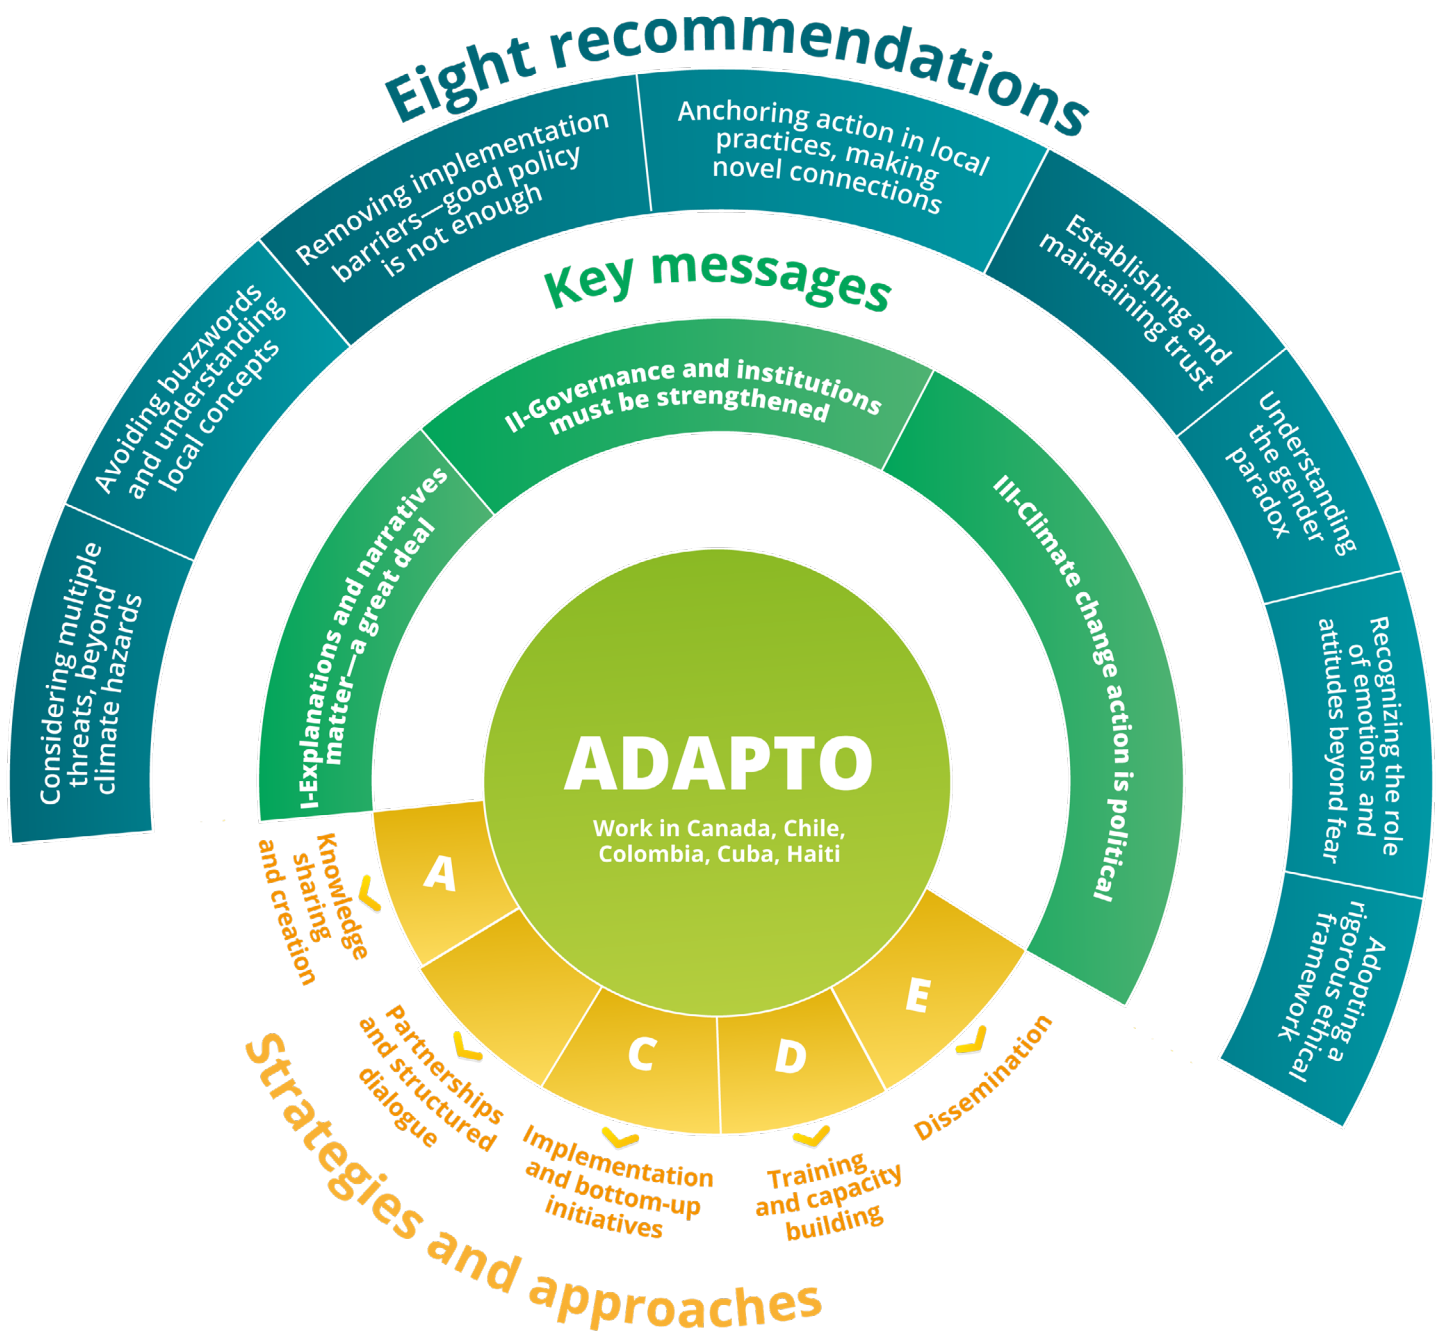 Eight recommendations
Considering multiple
threats, beyond
climate hazards
Avoiding buzzwords
and understanding
local concepts
Removing implementation
barriers—good policy
is not enough
Anchoring action in local
practices, making
novel connections
Establishing and
maintaining trust
Understanding
the gender
paradox
Recognizing the role
of emotions and
attitudes beyond fear
Adopting a
rigorous ethical
framework
Key messages
I-Explanations and narratives
matter—a great deal
II-Governance and institutions
must be strengthened
III-Climate change action is political
ADAPTO
Work in Canada, Chile,
Colombia, Cuba, Haiti
A
C
D
E
Knowledge
sharing
and creation
Partnerships
and structured
dialogue
Implementation
and bottom-up
initiatives
Training
and capacity
building
Dissemination
Strategies and approaches